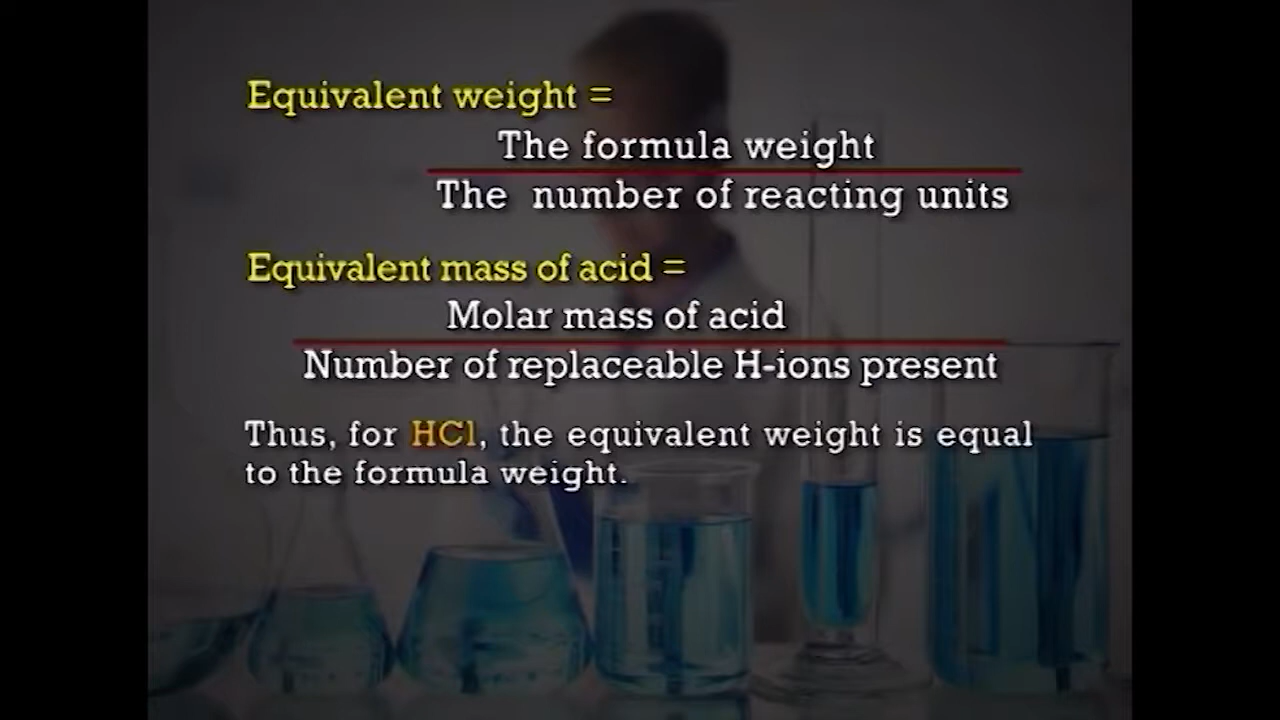 Equivalent weight =
The formula weight
The number of reacting units
Equivalent mass of acid =
Molar mass of acid
Number of replaceable H-ions present
Thus, for HCl, the equivalent weight is equal
to the formula weight.